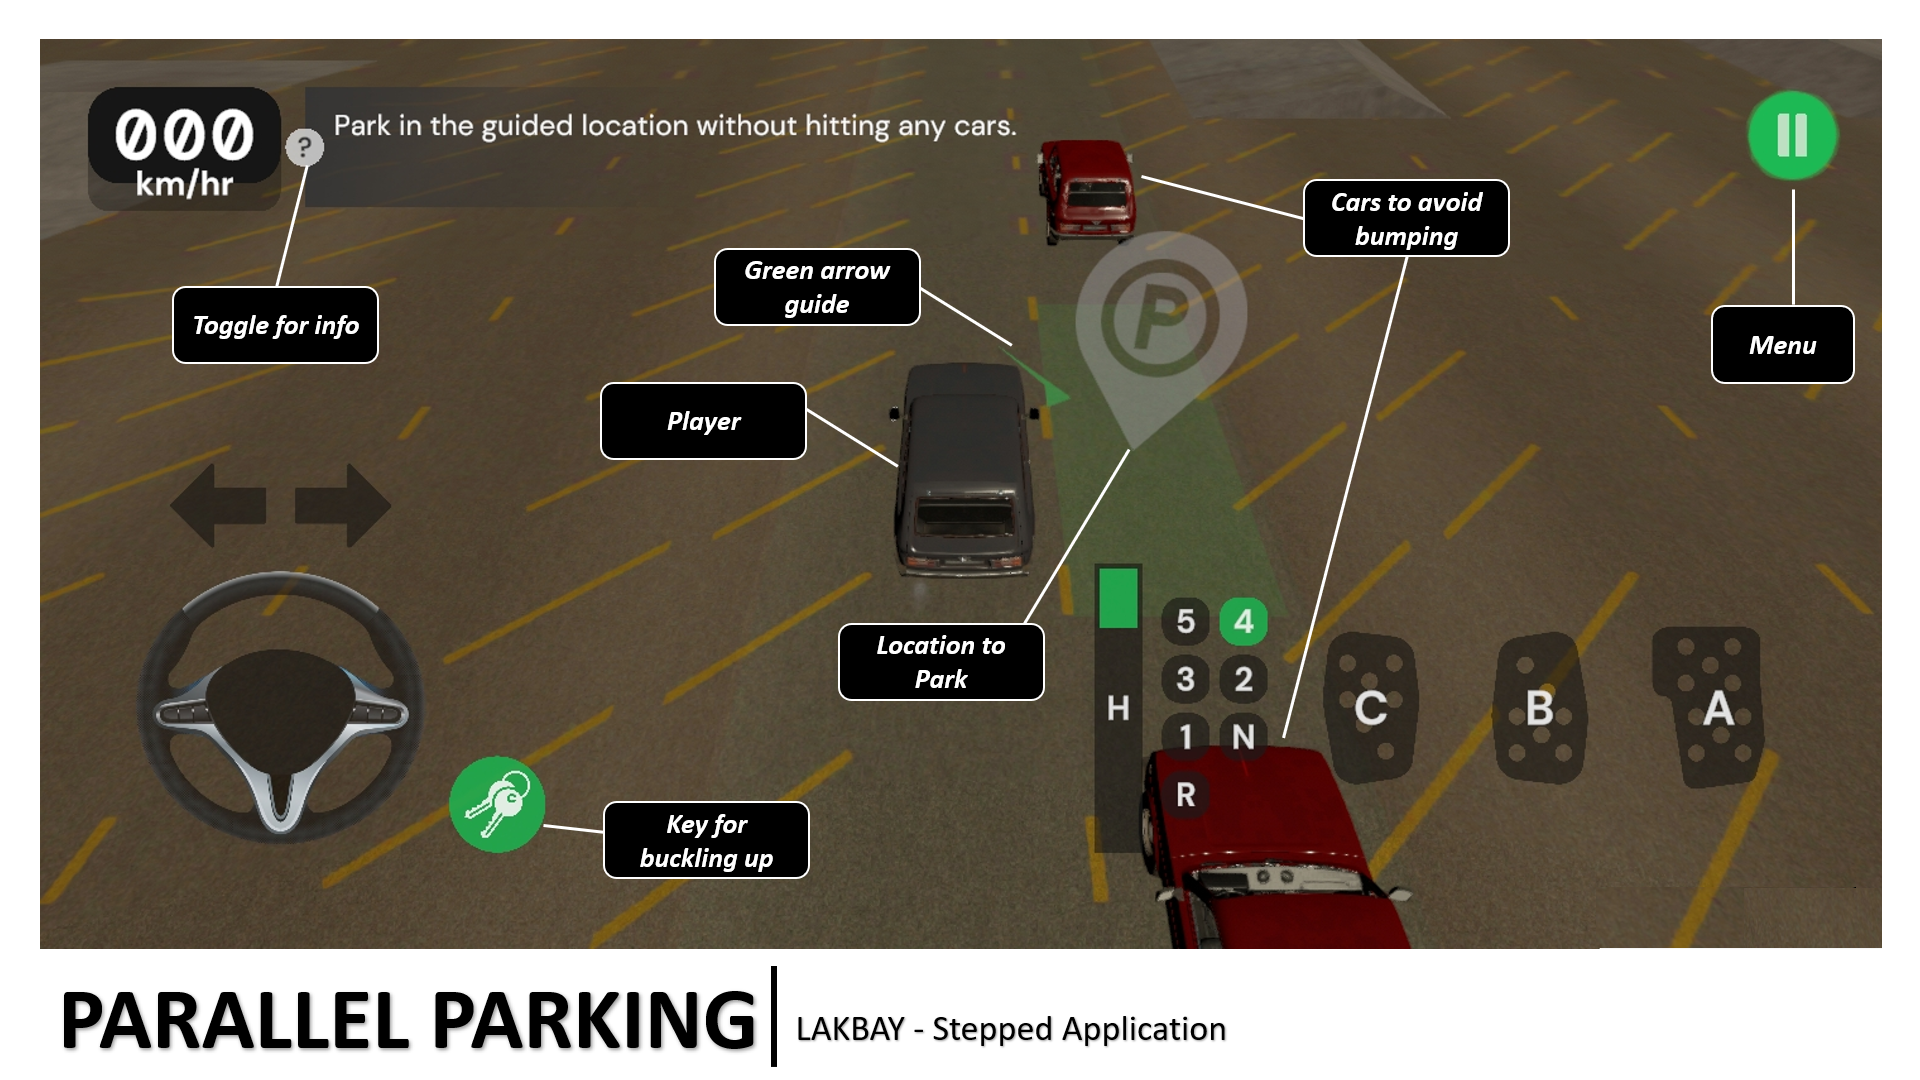 000
km/hr
?
Park in the guided location without hitting any cars.
Cars to avoid
bumping
Green arrow
guide
P
Toggle for info
Menu
Player
Location to
Park
5 4
3 2
H
1 N
R
C
B
A
Key for
buckling up
PARALLEL PARKING
LAKBAY - Stepped Application